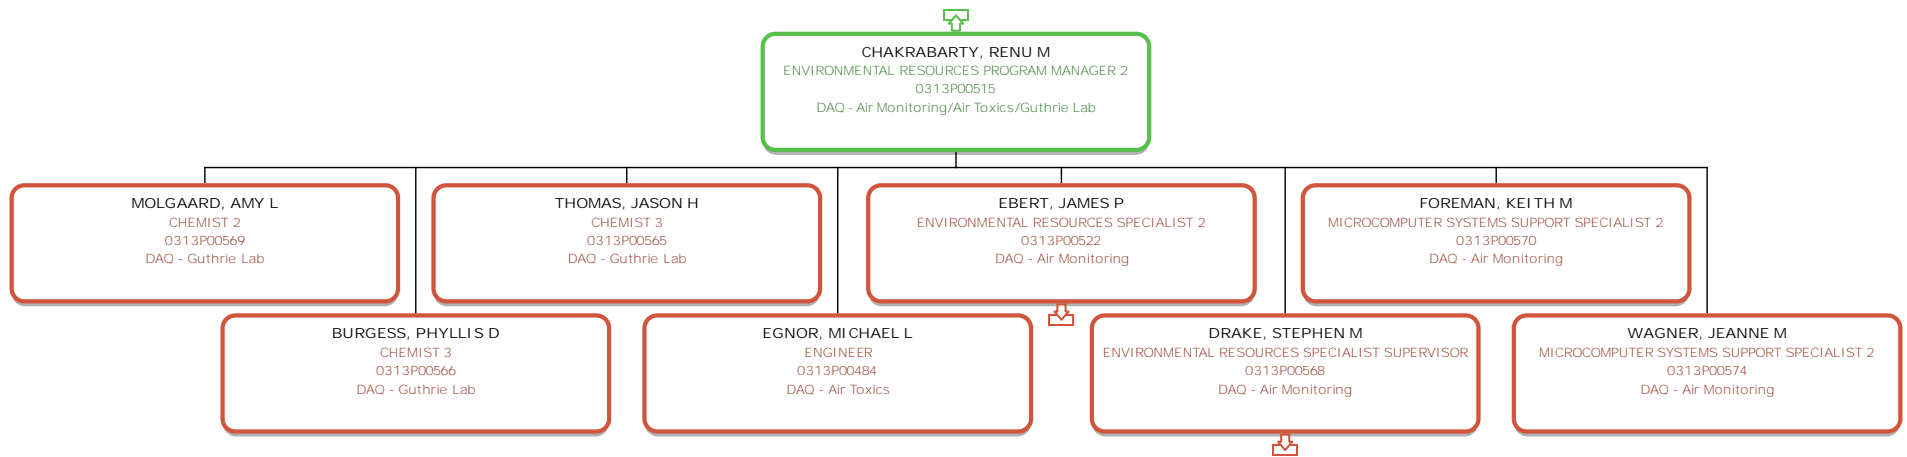 CHAKRABARTY, RENU M
ENVIRONMENTAL RESOURCES PROGRAM MANAGER 2
0313P00515
DAQ - Air Monitoring/Air Toxics/Guthrie Lab
MOLGAARD, AMY L
CHEMIST 2
0313P00569
DAQ - Guthrie Lab
THOMAS, JASON H
CHEMIST 3
0313P00565
DAQ - Guthrie Lab
EBERT, JAMES P
ENVIRONMENTAL RESOURCES SPECIALIST 2
0313P00522
DAQ - Air Monitoring
FOREMAN, KEITH M
MICROCOMPUTER SYSTEMS SUPPORT SPECIALIST 2
0313P00570
DAQ - Air Monitoring
BURGESS, PHYLLIS D
CHEMIST 3
0313P00566
DAQ - Guthrie Lab
EGNOR, MICHAEL L
ENGINEER
0313P00484
DAQ - Air Toxics
DRAKE, STEPHEN M
ENVIRONMENTAL RESOURCES SPECIALIST SUPERVISOR
0313P00568
DAQ - Air Monitoring
WAGNER, JEANNE M
MICROCOMPUTER SYSTEMS SUPPORT SPECIALIST 2
0313P00574
DAQ - Air Monitoring